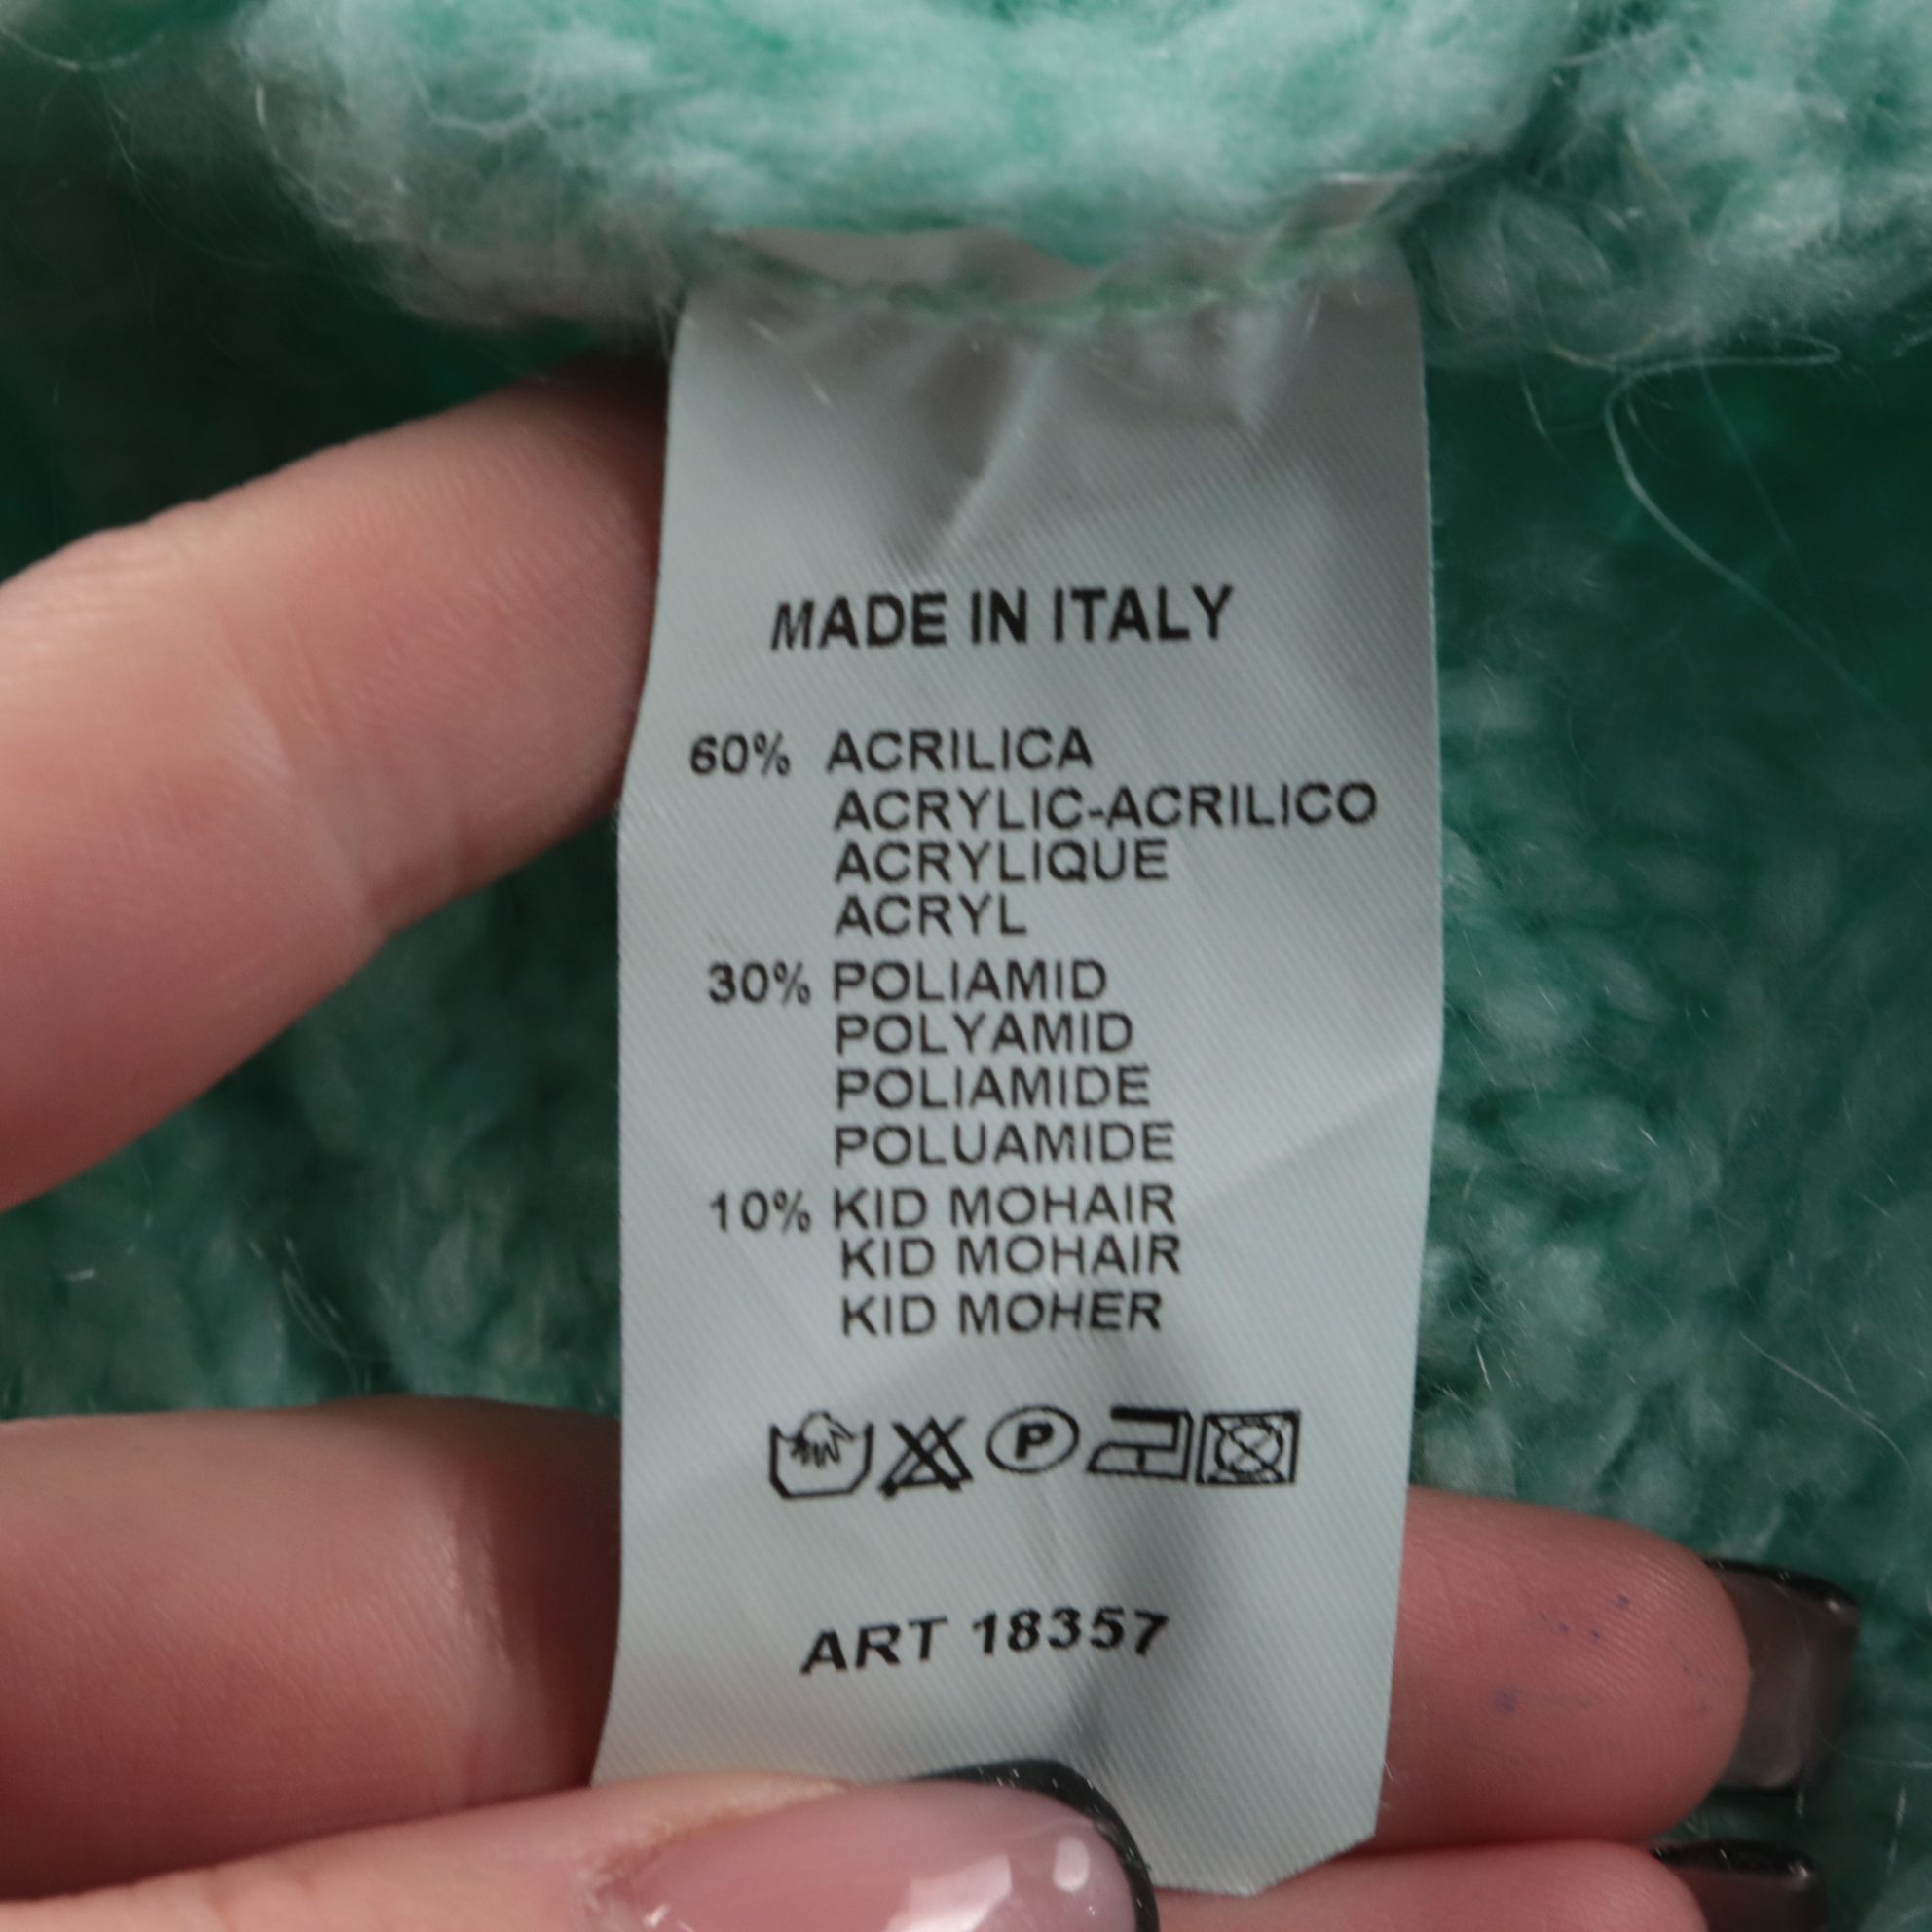 MADE IN ITALY
60% ACRILICA
ACRYLIC-ACRILICO
ACRYLIQUE
ACRYL
30% POLIAMID
POLYAMID
POLIAMIDE
POLUAMIDE
10% KID MOHAIR
KID MOHAIR
KID MOHER
P
ART 18357